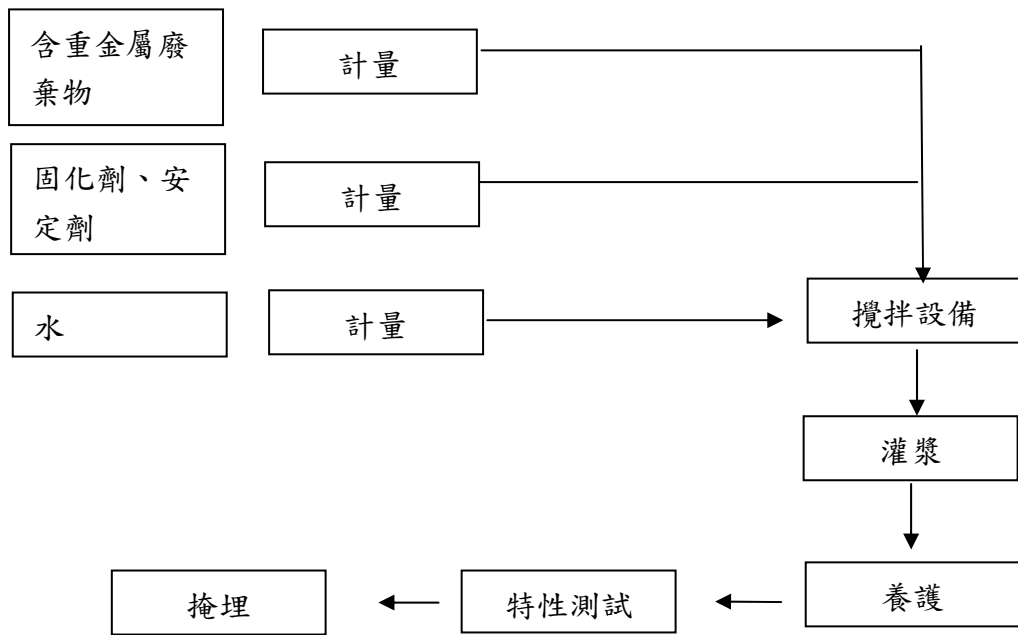 含重金屬廢
棄物
計量
固化劑、安
定劑
計量
水
計量
攪拌設備
灌漿
養護
特性測試
掩埋